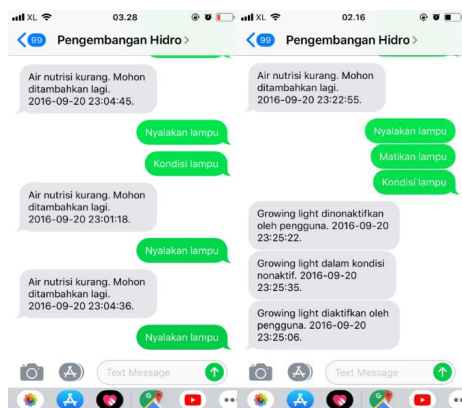 XL 03.28
99 Pengembangan Hidro
Air nutrisi kurang. Mohon
ditambahkan lagi.
2016-09-20 23:04:45.
Nyalakan lampu
Kondisi lampu
Air nutrisi kurang. Mohon
ditambahkan lagi.
2016-09-20 23:01:18.
Nyalakan lampu
Air nutrisi kurang. Mohon
ditambahkan lagi.
2016-09-20 23:04:36.
Nyalakan lampu
Text Message
XL 02.16
99 Pengembangan Hidro
Air nutrisi kurang. Mohon
ditambahkan lagi.
2016-09-20 23:22:55.
Nyalakan lampu
Matikan lampu
Kondisi lampu
Growing light dinonaktifkan
oleh pengguna. 2016-09-20
23:25:22.
Growing light dalam kondisi
nonaktif. 2016-09-20
23:25:35.
Growing light diaktifkan oleh
pengguna. 2016-09-20
23:25:06.
Text Message